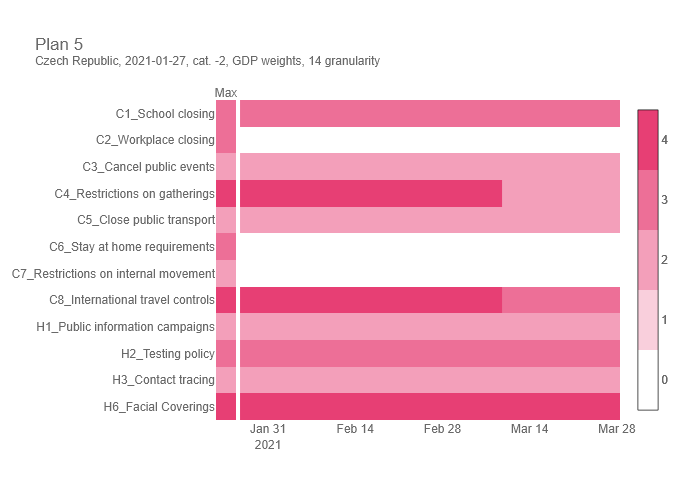 Plan 5
Czech Republic, 2021-01-27, cat. -2, GDP weights, 14 granularity
Max
C1_School closing
C2_Workplace closing
C3_Cancel public events
C4_Restrictions on gatherings
C5_Close public transport
C6_Stay at home requirements
C7_Restrictions on internal movement
C8_International travel controls
H1_Public information campaigns
H2_Testing policy
H3_Contact tracing
H6_Facial Coverings
Jan 31 Feb 14 Feb 28 Mar 14 Mar 28
2021
4
3
2
1
0